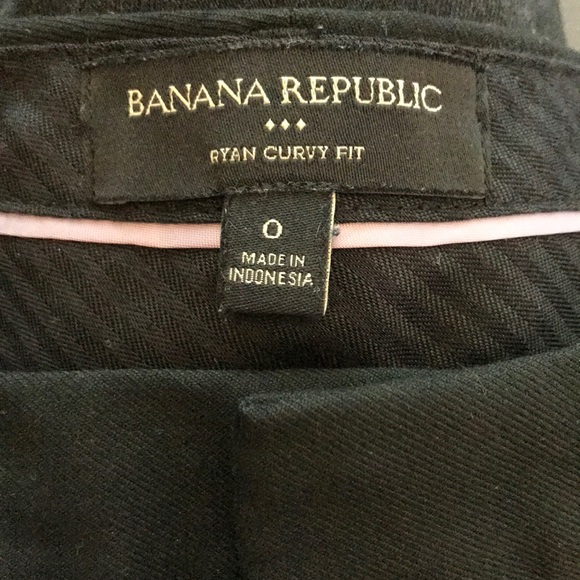 BANANA REPUBLIC
RYAN CURVY FIT
0
MADE IN
INDONESIA